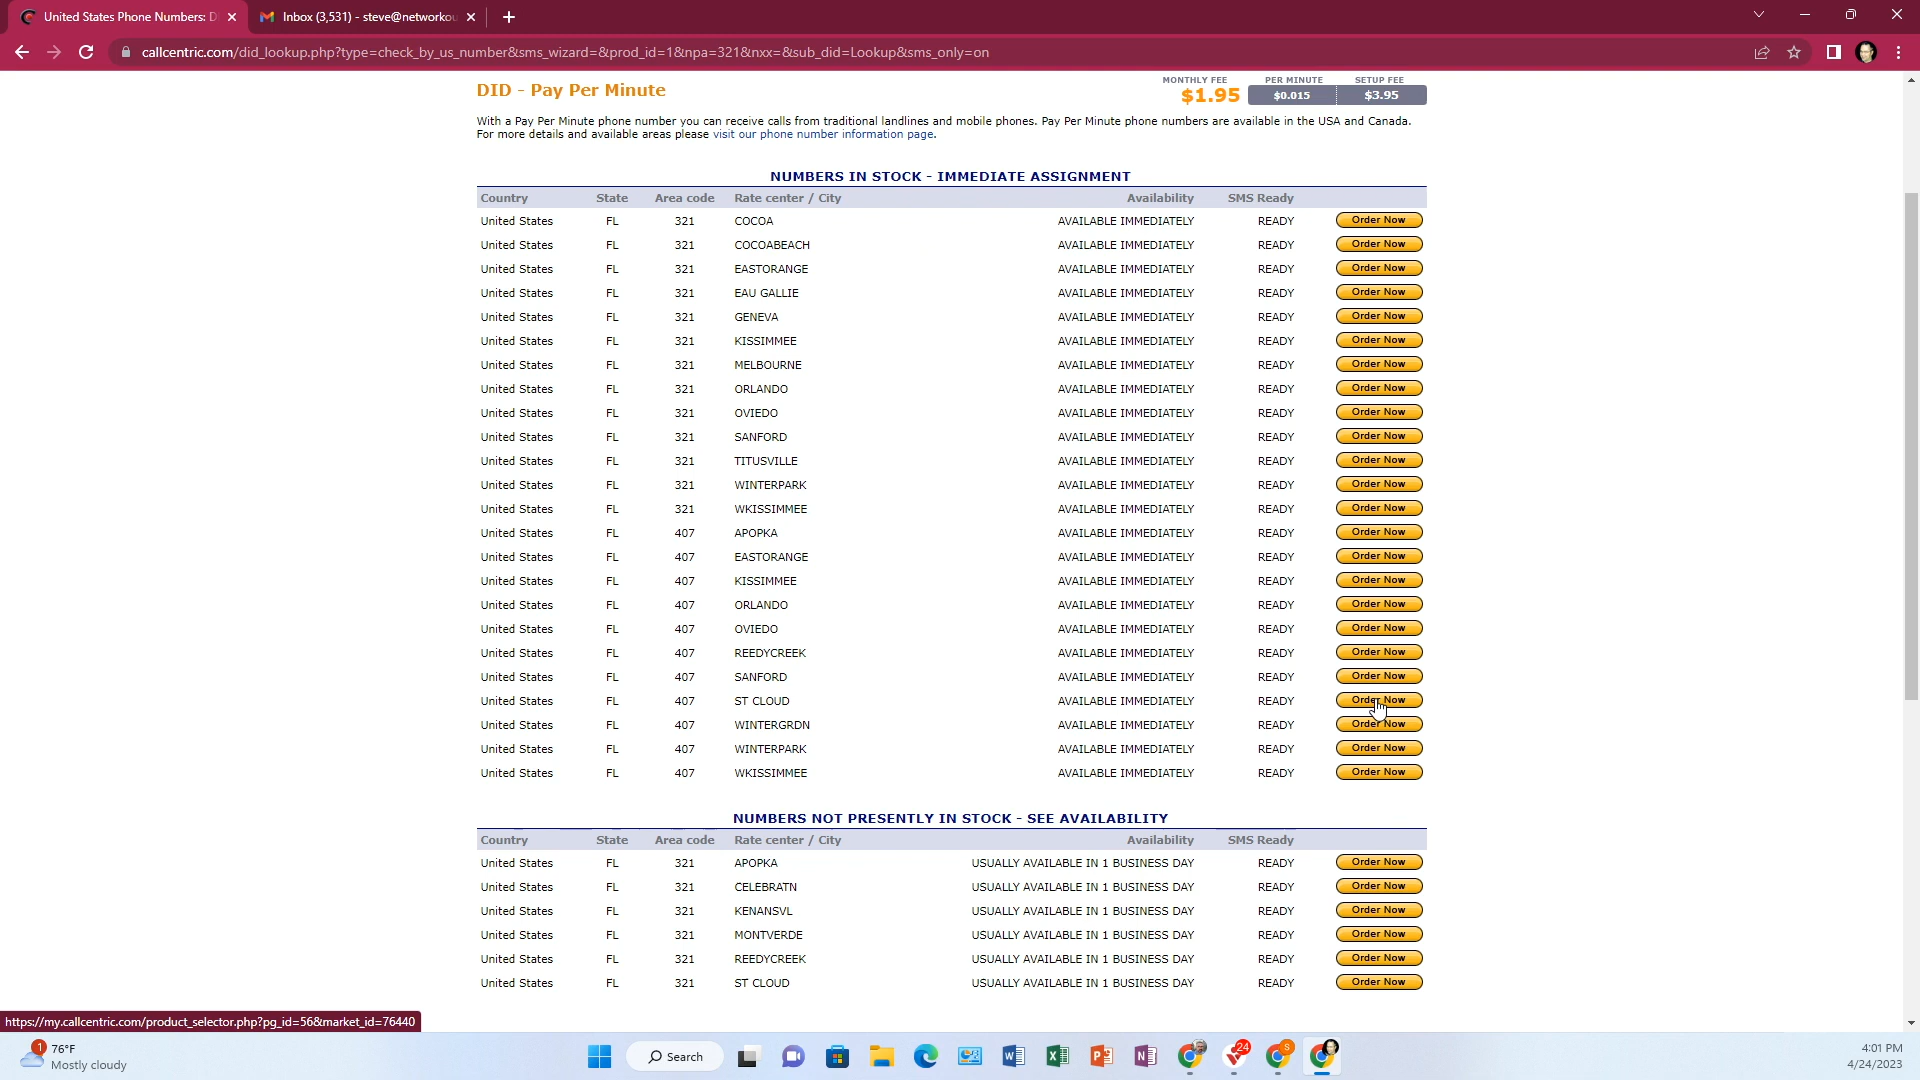 United States Phone Numbers: D
Inbox (3,531) - steve@networkou
callcentric.com/did_lookup.php?type=check_by_us_number&sms_wizard=&prod_id=1&npa=321&nxx=&sub_did=Lookup&sms_only=on
DID - Pay Per Minute
MONTHLY FEE PER MINUTE SETUP FEE
$1.95 $0.015 $3.95
With a Pay Per Minute phone number you can receive calls from traditional landlines and mobile phones. Pay Per Minute phone numbers are available in the USA and Canada.
For more details and available areas please visit our phone number information page.
NUMBERS IN STOCK - IMMEDIATE ASSIGNMENT
Country State Area code Rate center / City Availability SMS Ready
United States FL 321 COCOA AVAILABLE IMMEDIATELY READY Order Now
United States FL 321 COCOABEACH AVAILABLE IMMEDIATELY READY Order Now
United States FL 321 EASTORANGE AVAILABLE IMMEDIATELY READY Order Now
United States FL 321 EAU GALLIE AVAILABLE IMMEDIATELY READY Order Now
United States FL 321 GENEVA AVAILABLE IMMEDIATELY READY Order Now
United States FL 321 KISSIMMEE AVAILABLE IMMEDIATELY READY Order Now
United States FL 321 MELBOURNE AVAILABLE IMMEDIATELY READY Order Now
United States FL 321 ORLANDO AVAILABLE IMMEDIATELY READY Order Now
United States FL 321 OVIEDO AVAILABLE IMMEDIATELY READY Order Now
United States FL 321 SANFORD AVAILABLE IMMEDIATELY READY Order Now
United States FL 321 TITUSVILLE AVAILABLE IMMEDIATELY READY Order Now
United States FL 321 WINTERPARK AVAILABLE IMMEDIATELY READY Order Now
United States FL 321 WKISSIMMEE AVAILABLE IMMEDIATELY READY Order Now
United States FL 407 APOPKA AVAILABLE IMMEDIATELY READY Order Now
United States FL 407 EASTORANGE AVAILABLE IMMEDIATELY READY Order Now
United States FL 407 KISSIMMEE AVAILABLE IMMEDIATELY READY Order Now
United States FL 407 ORLANDO AVAILABLE IMMEDIATELY READY Order Now
United States FL 407 OVIEDO AVAILABLE IMMEDIATELY READY Order Now
United States FL 407 REEDYCREEK AVAILABLE IMMEDIATELY READY Order Now
United States FL 407 SANFORD AVAILABLE IMMEDIATELY READY Order Now
United States FL 407 ST CLOUD AVAILABLE IMMEDIATELY READY Order Now
United States FL 407 WINTERGRDN AVAILABLE IMMEDIATELY READY Order Now
United States FL 407 WINTERPARK AVAILABLE IMMEDIATELY READY Order Now
United States FL 407 WKISSIMMEE AVAILABLE IMMEDIATELY READY Order Now
NUMBERS NOT PRESENTLY IN STOCK - SEE AVAILABILITY
Country State Area code Rate center / City Availability SMS Ready
United States FL 321 APOPKA USUALLY AVAILABLE IN 1 BUSINESS DAY READY Order Now
United States FL 321 CELEBRATN USUALLY AVAILABLE IN 1 BUSINESS DAY READY Order Now
United States FL 321 KENANSVL USUALLY AVAILABLE IN 1 BUSINESS DAY READY Order Now
United States FL 321 MONTVERDE USUALLY AVAILABLE IN 1 BUSINESS DAY READY Order Now
United States FL 321 REEDYCREEK USUALLY AVAILABLE IN 1 BUSINESS DAY READY Order Now
United States FL 321 ST CLOUD USUALLY AVAILABLE IN 1 BUSINESS DAY READY Order Now
https://my.callcentric.com/product_selector.php?pg_id=56&market_id=76440
1 76°F
Mostly cloudy
Search
24
S
4:01 PM
4/24/2023